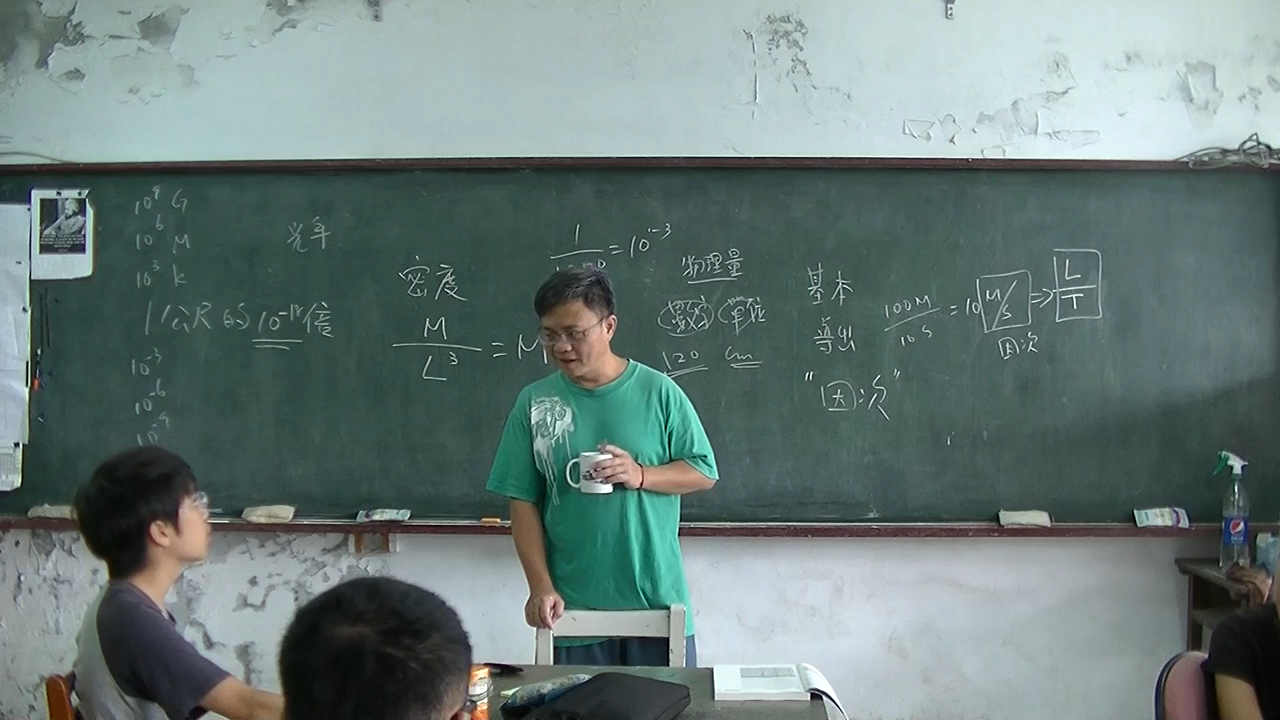 10⁹ G
10⁶ M
10³ k
1公尺的10⁻¹⁸倍
10⁻³
10⁻⁶
10⁻⁹
光年
密度
M
L³
= M
1
= 10⁻³
物理量
數字 單位
120 cm
基本
導出
"因次"
100M
10S
= 10 M/S ⇒ L
T
因次
pepsi